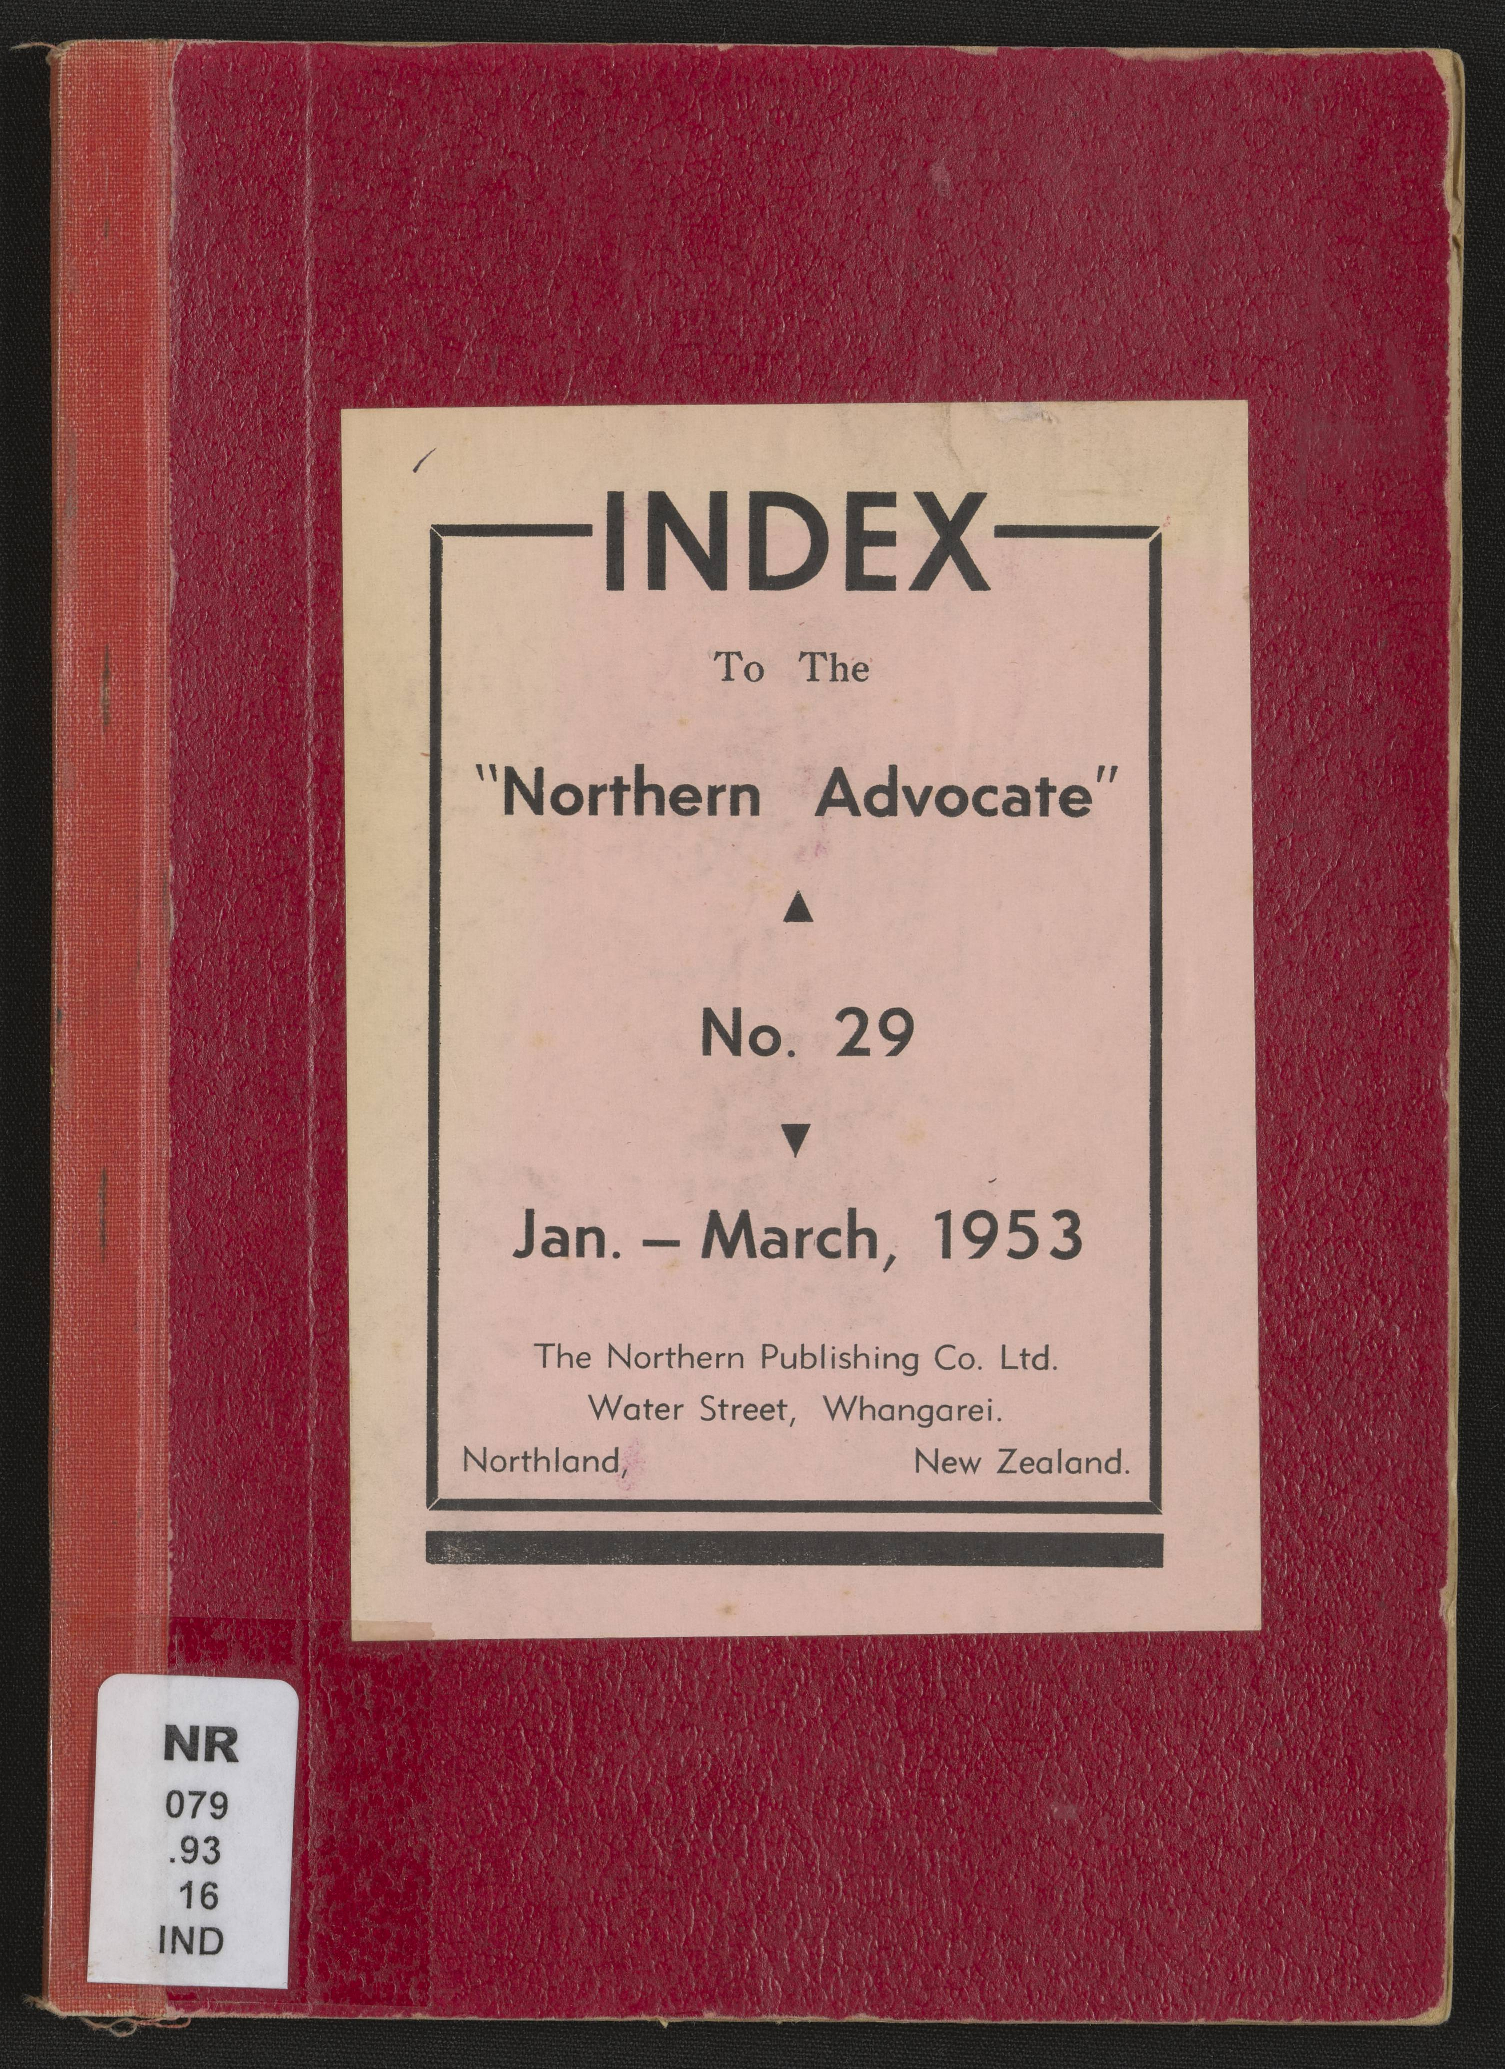 INDEX
To The
"Northern Advocate"
No. 29
Jan. – March, 1953
The Northern Publishing Co. Ltd.
Water Street, Whangarei.
Northland, New Zealand.
NR
079
.93
16
IND